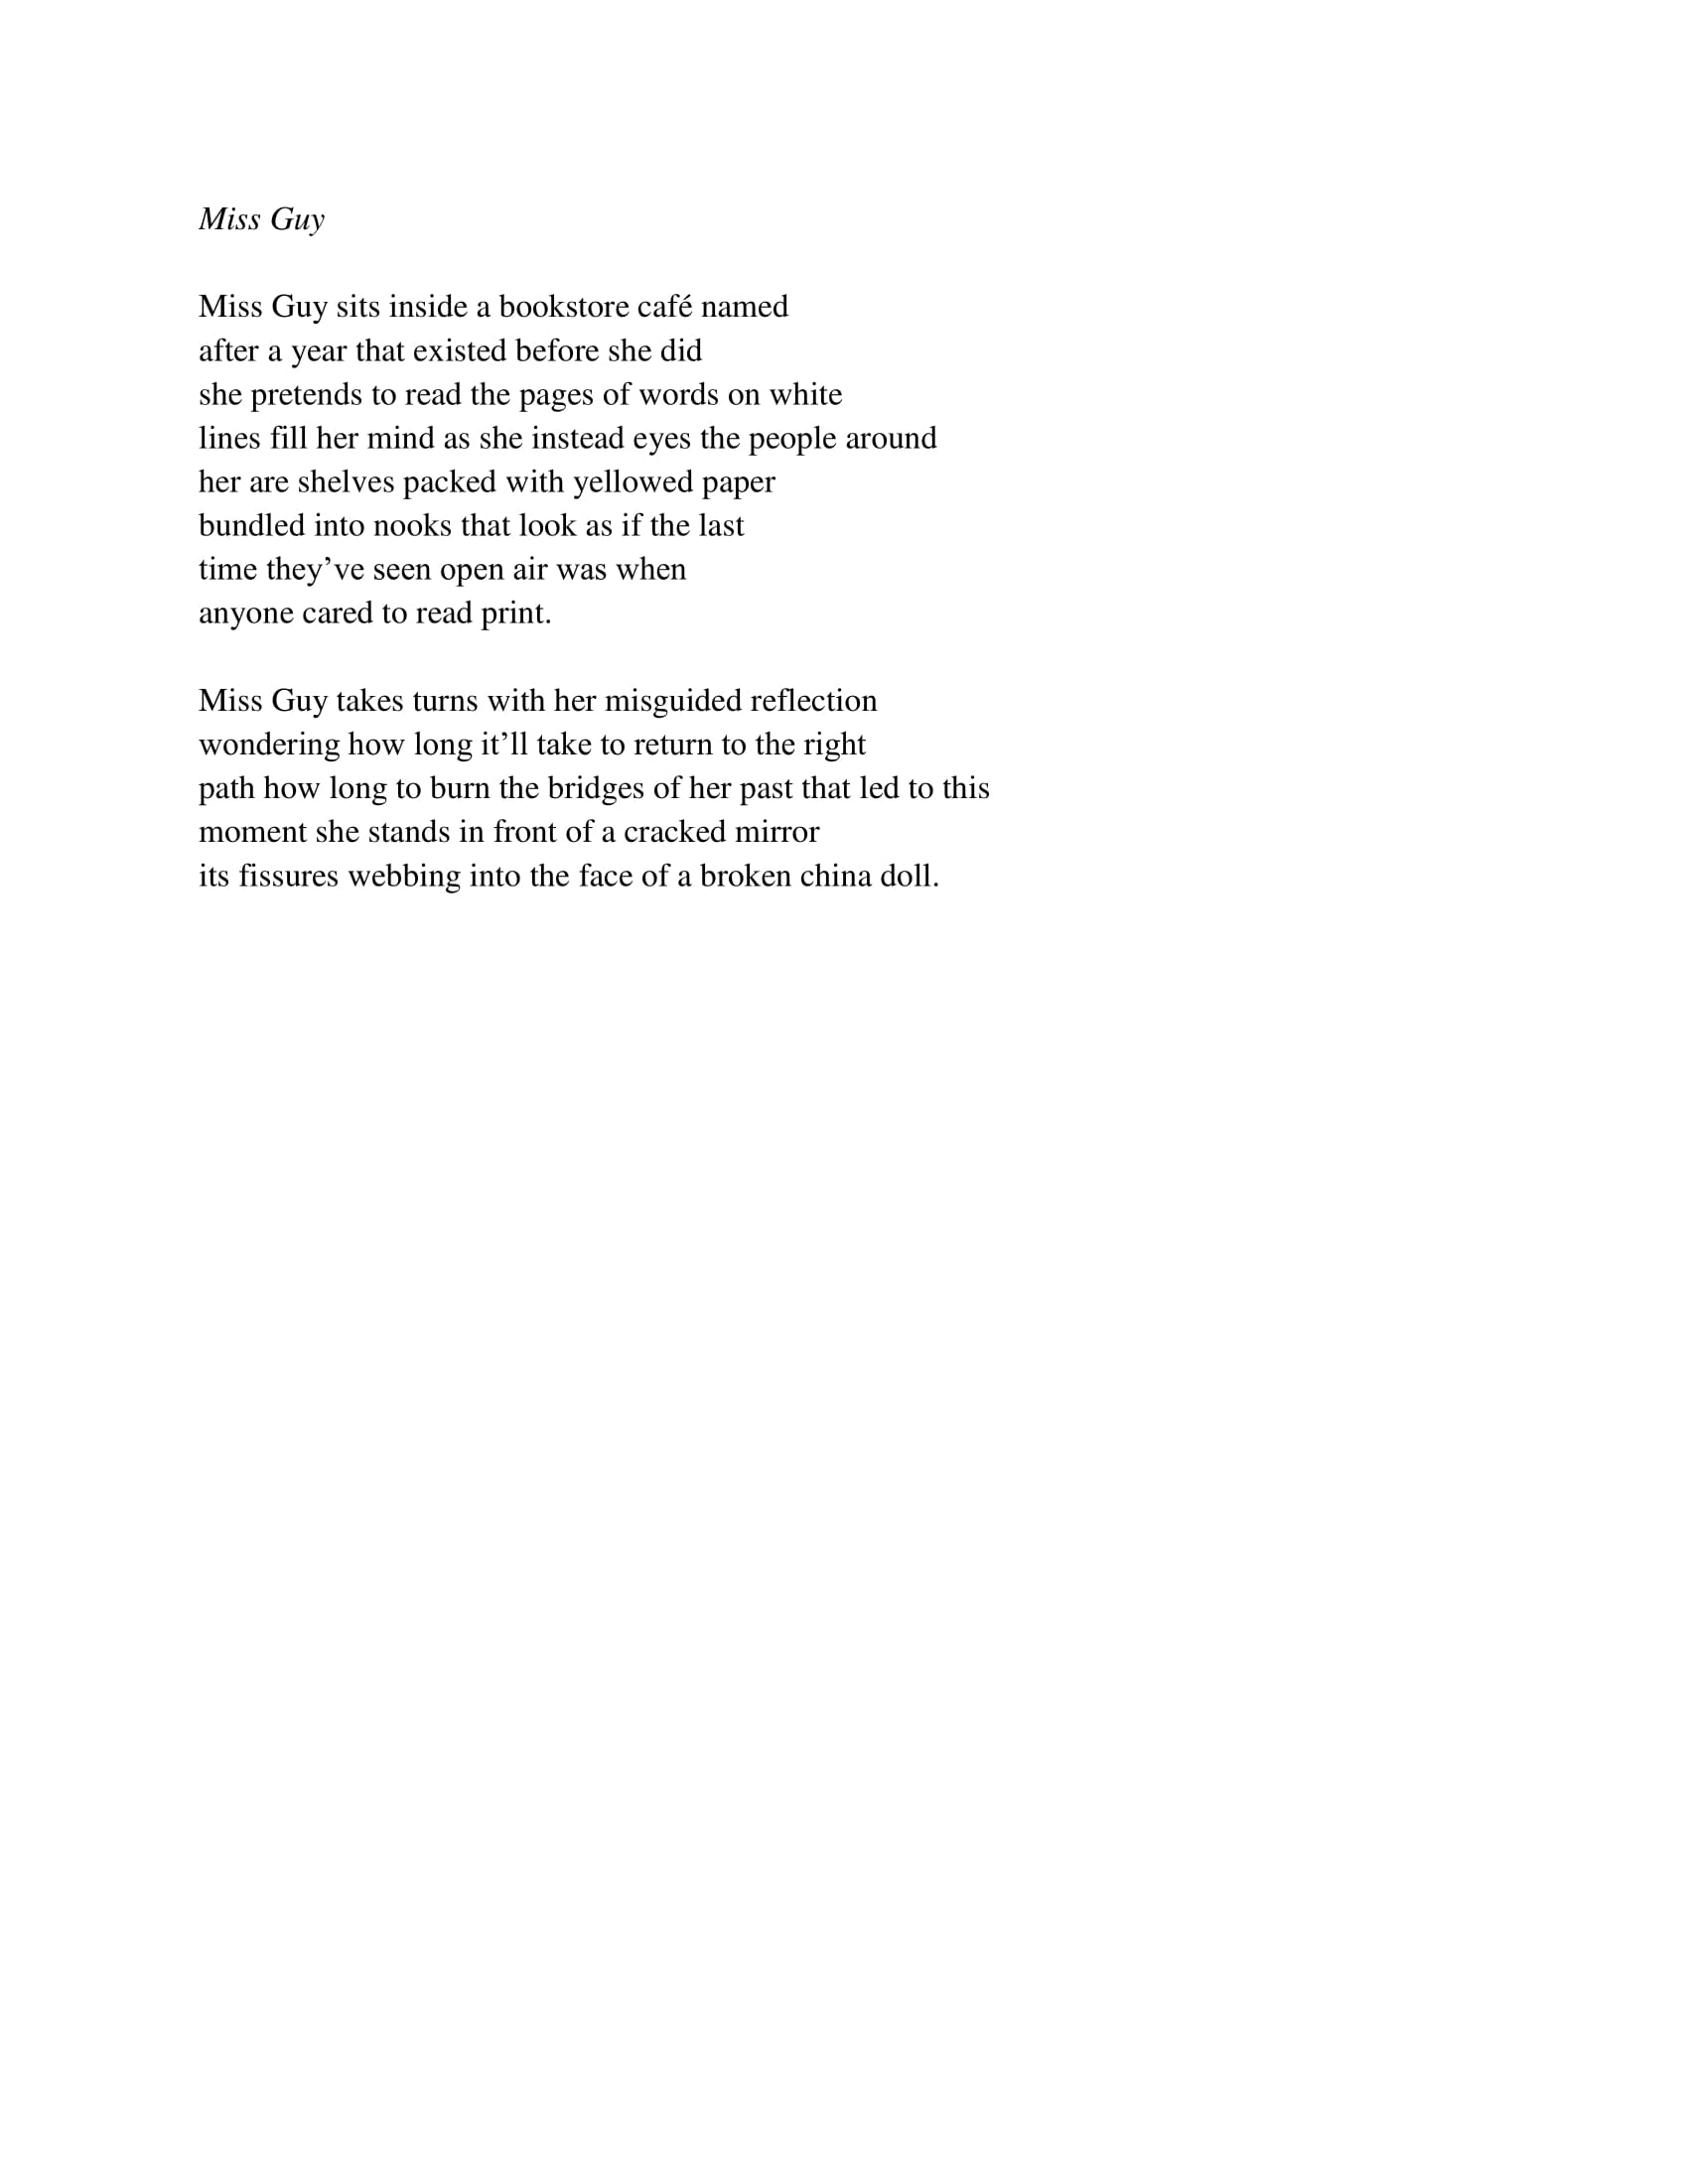 Miss Guy
Miss Guy sits inside a bookstore café named
after a year that existed before she did
she pretends to read the pages of words on white
lines fill her mind as she instead eyes the people around
her are shelves packed with yellowed paper
bundled into nooks that look as if the last
time they’ve seen open air was when
anyone cared to read print.
Miss Guy takes turns with her misguided reflection
wondering how long it’ll take to return to the right
path how long to burn the bridges of her past that led to this
moment she stands in front of a cracked mirror
its fissures webbing into the face of a broken china doll.